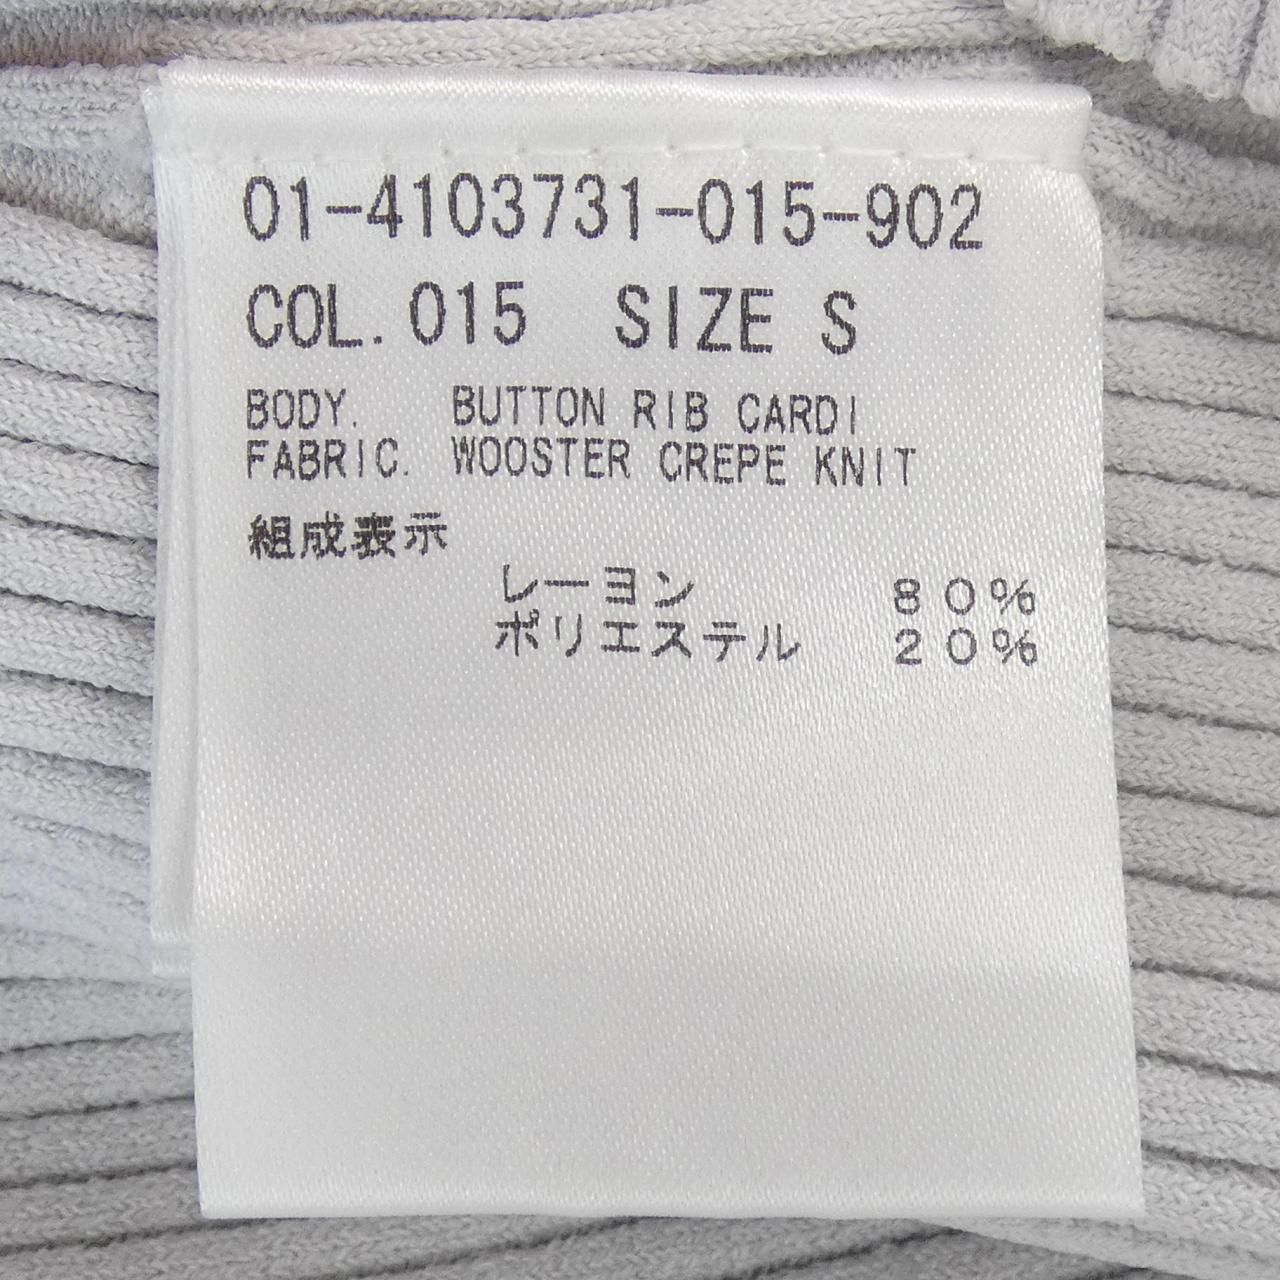 01-4103731-015-902
COL. 015 SIZE S
BODY. BUTTON RIB CARDI
FABRIC. WOOSTER CREPE KNIT
組成表示
レーヨン 80%
ポリエステル 20%